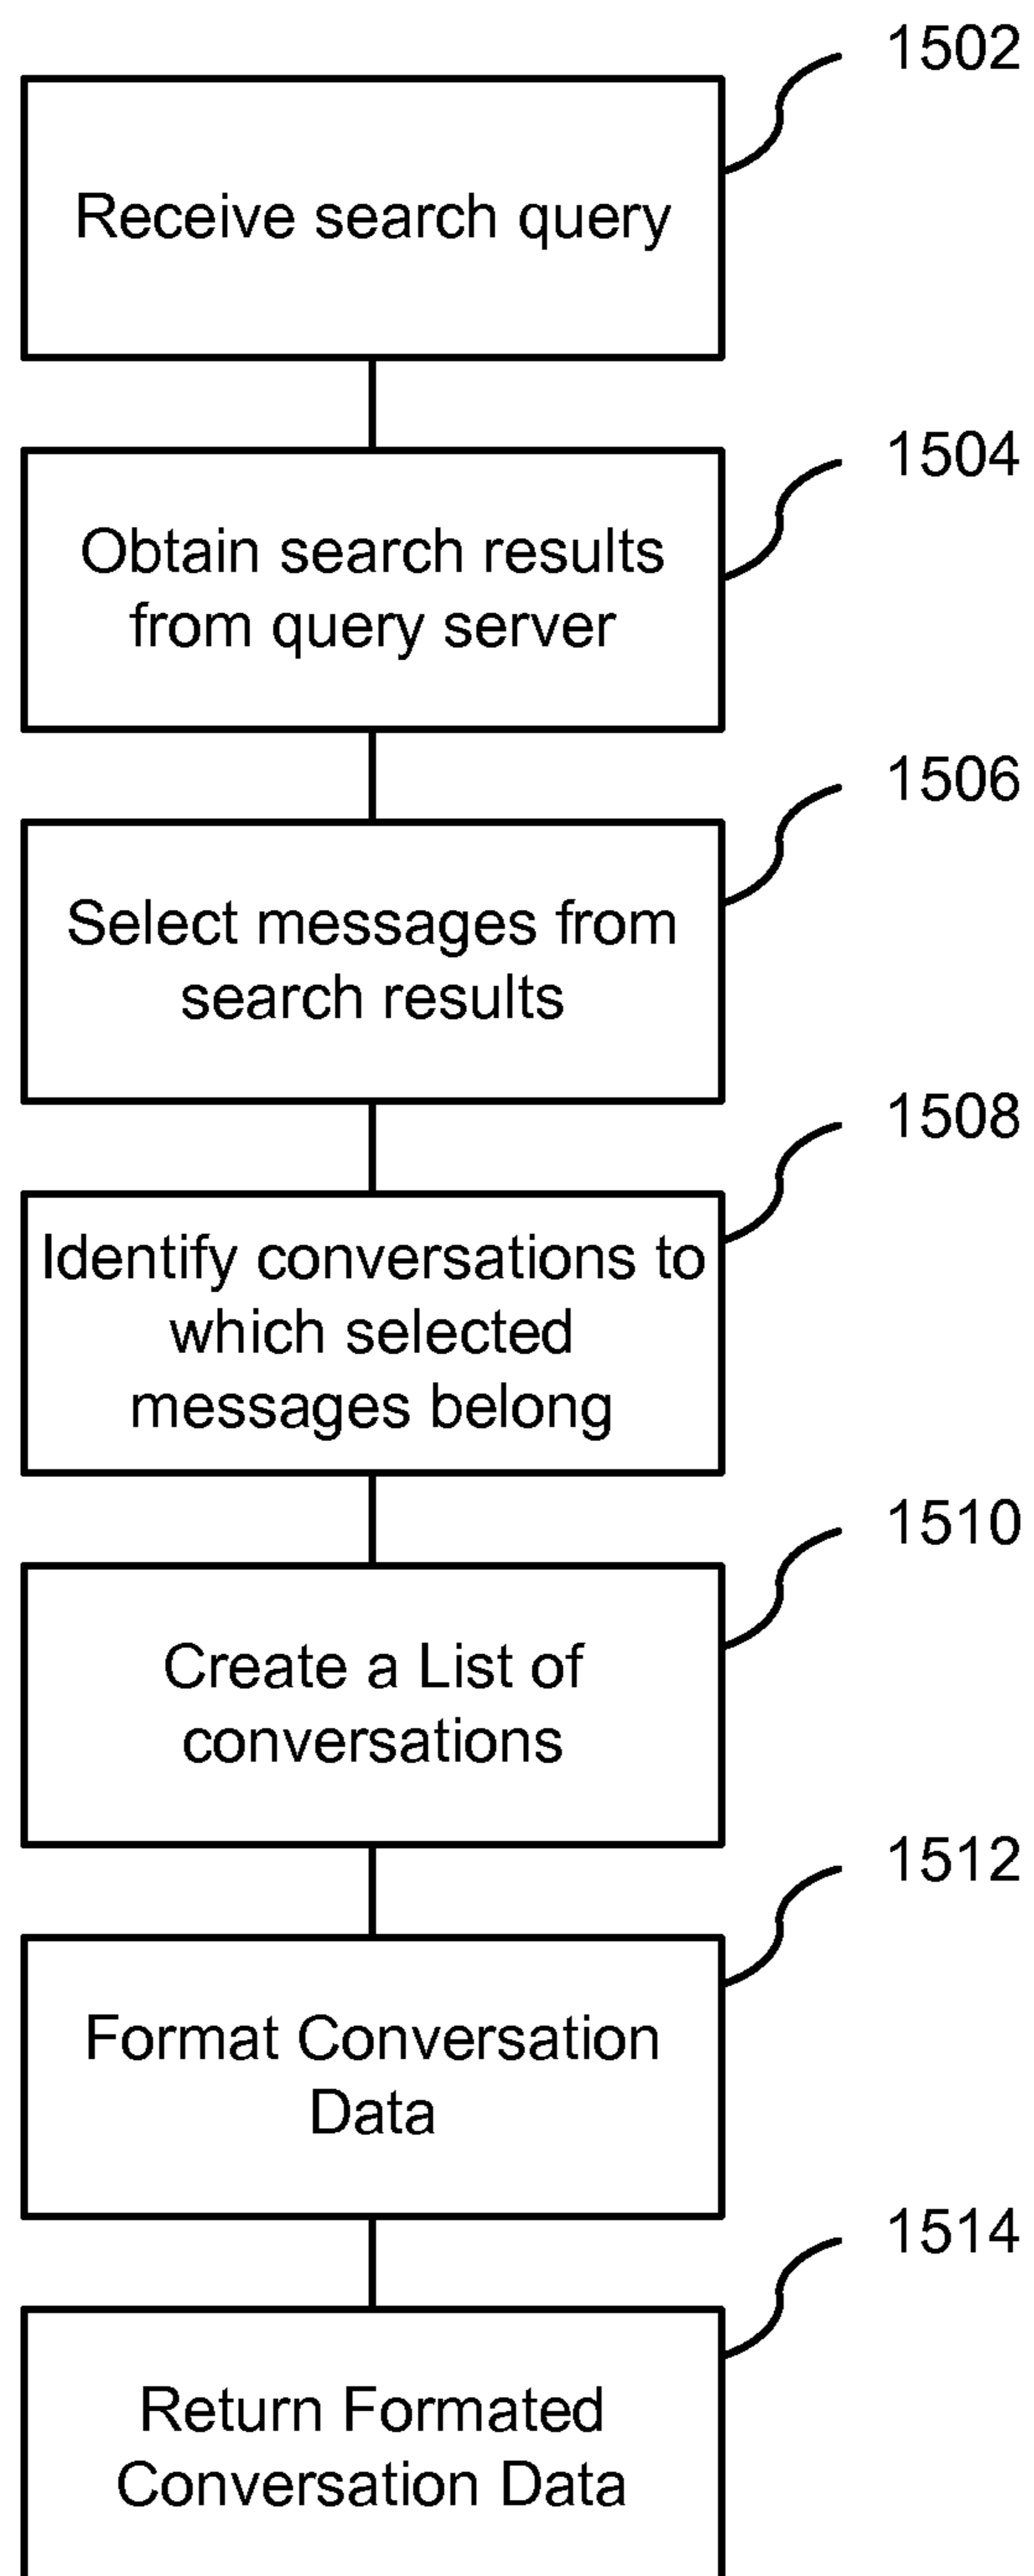 1502
Receive search query
1504
Obtain search results
from query server
1506
Select messages from
search results
1508
Identify conversations to
which selected
messages belong
1510
Create a List of
conversations
1512
Format Conversation
Data
1514
Return Formated
Conversation Data